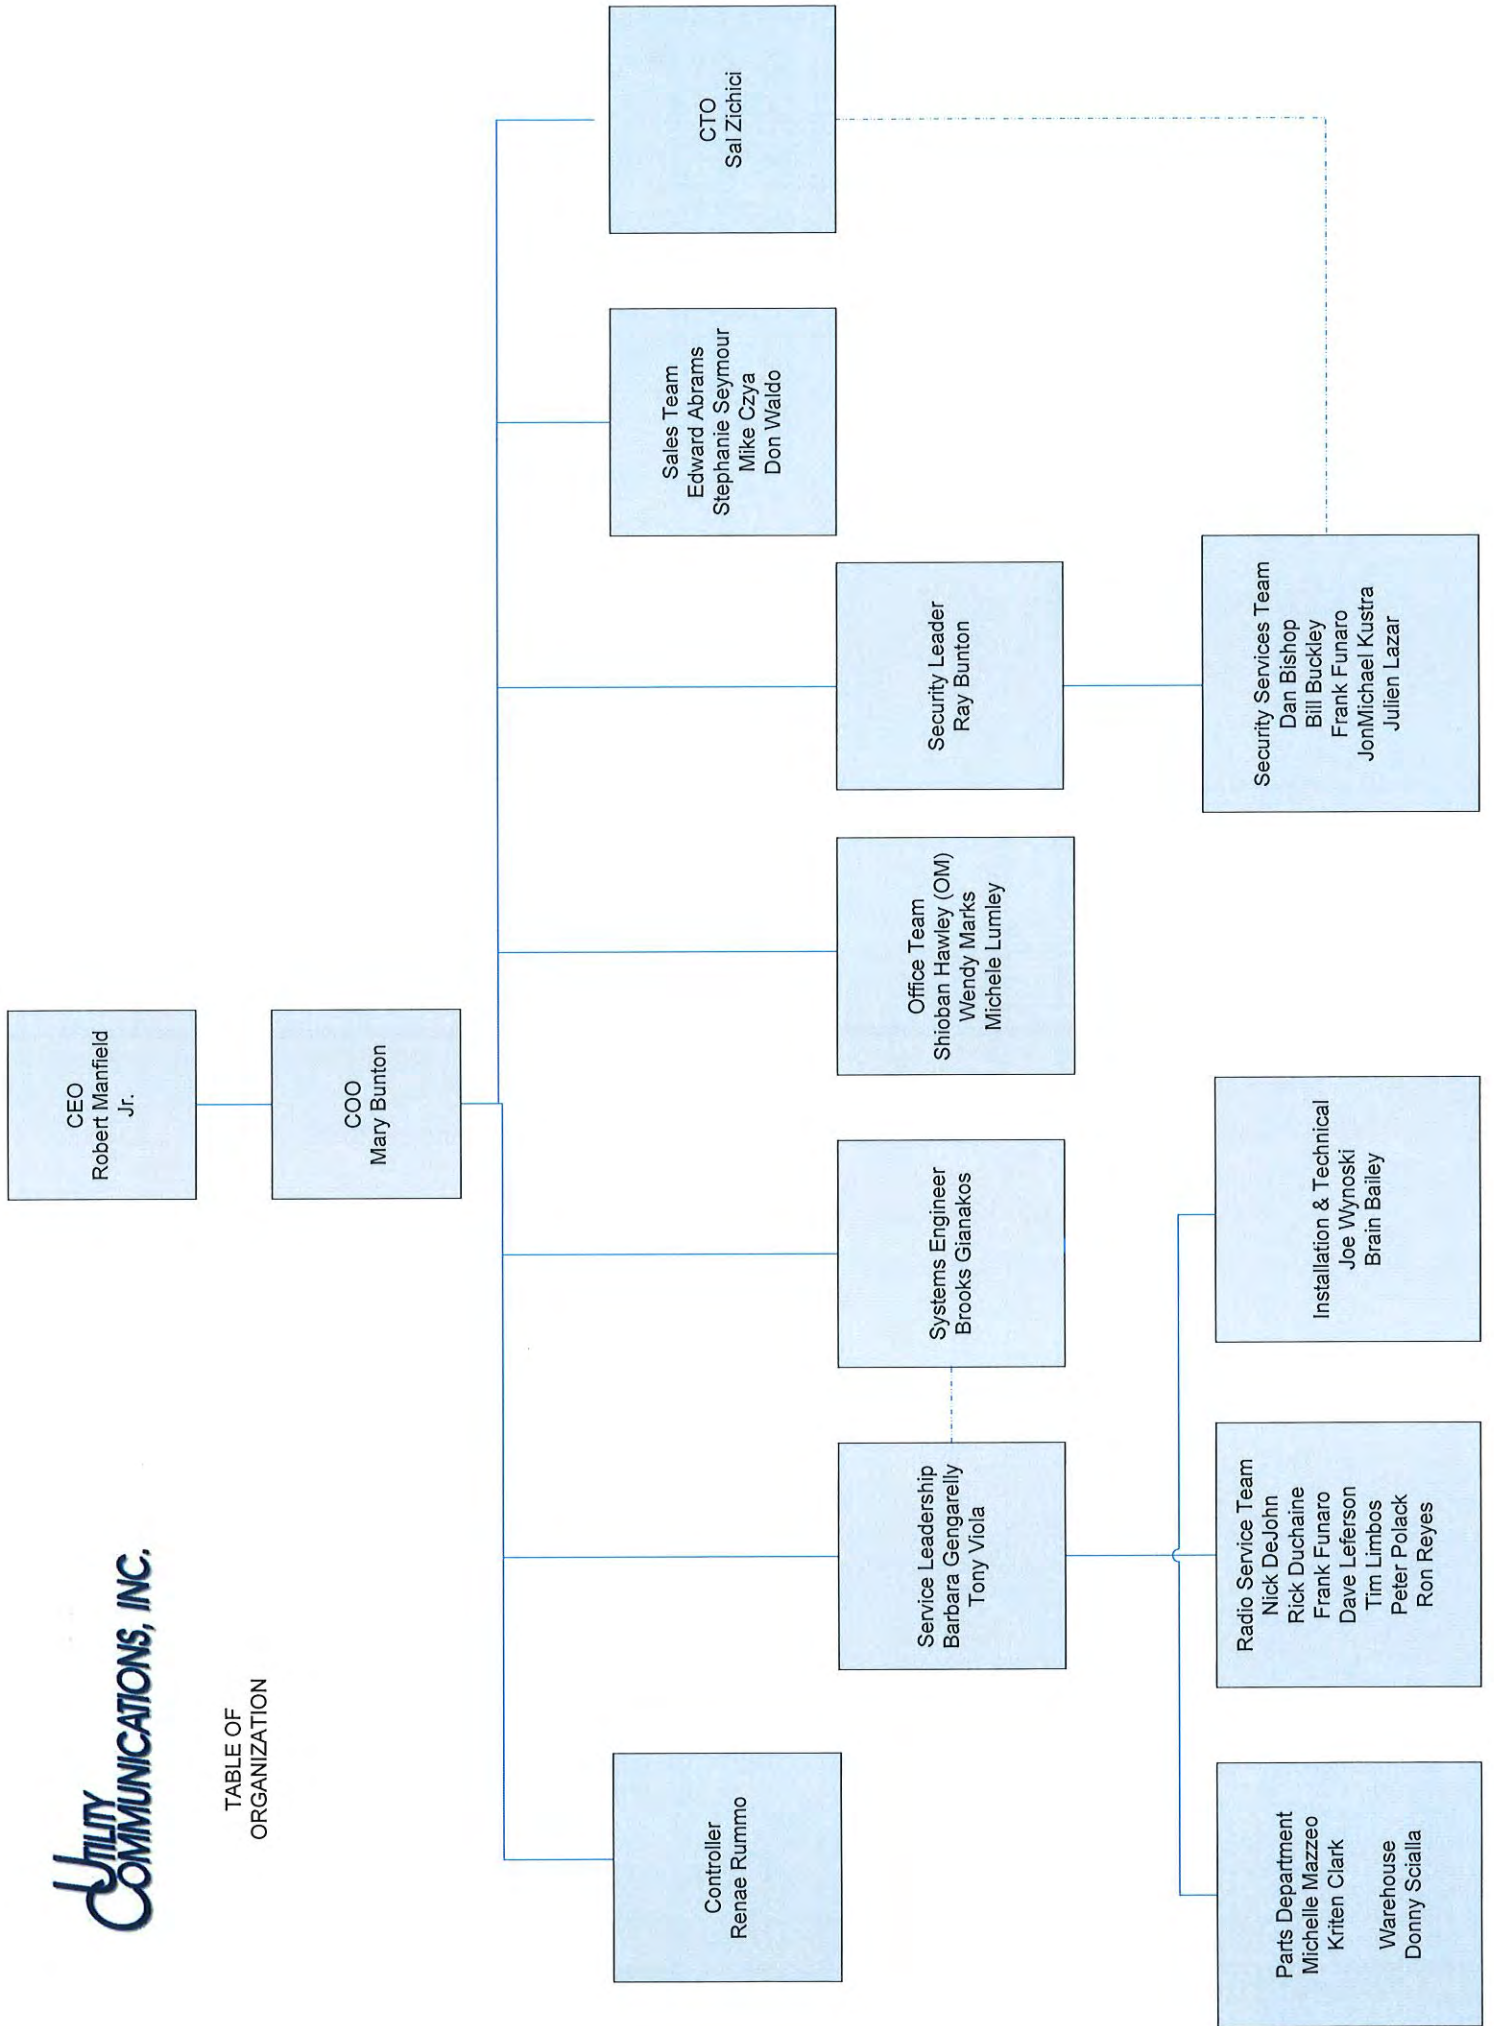 UTILITY
COMMUNICATIONS, INC.
TABLE OF
ORGANIZATION
CEO
Robert Manfield
Jr.
COO
Mary Bunton
Controller
Renae Rummo
Service Leadership
Barbara Gengarelly
Tony Viola
Systems Engineer
Brooks Gianakos
Office Team
Shioban Hawley (OM)
Wendy Marks
Michele Lumley
Security Leader
Ray Bunton
Sales Team
Edward Abrams
Stephanie Seymour
Mike Czya
Don Waldo
CTO
Sal Zichici
Parts Department
Michelle Mazzeo
Kriten Clark
Warehouse
Donny Scialla
Radio Service Team
Nick DeJohn
Rick Duchaine
Frank Funaro
Dave Leferson
Tim Limbos
Peter Polack
Ron Reyes
Installation & Technical
Joe Wynoski
Brain Bailey
Security Services Team
Dan Bishop
Bill Buckley
Frank Funaro
JonMichael Kustra
Julien Lazar